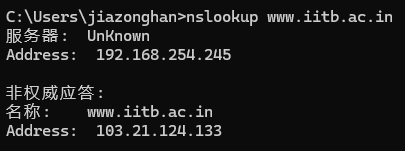 C:\Users\jiazonghan>nslookup www.iitb.ac.in
服务器:  UnKnown
Address:  192.168.254.245

非权威应答:
名称:    www.iitb.ac.in
Address:  103.21.124.133